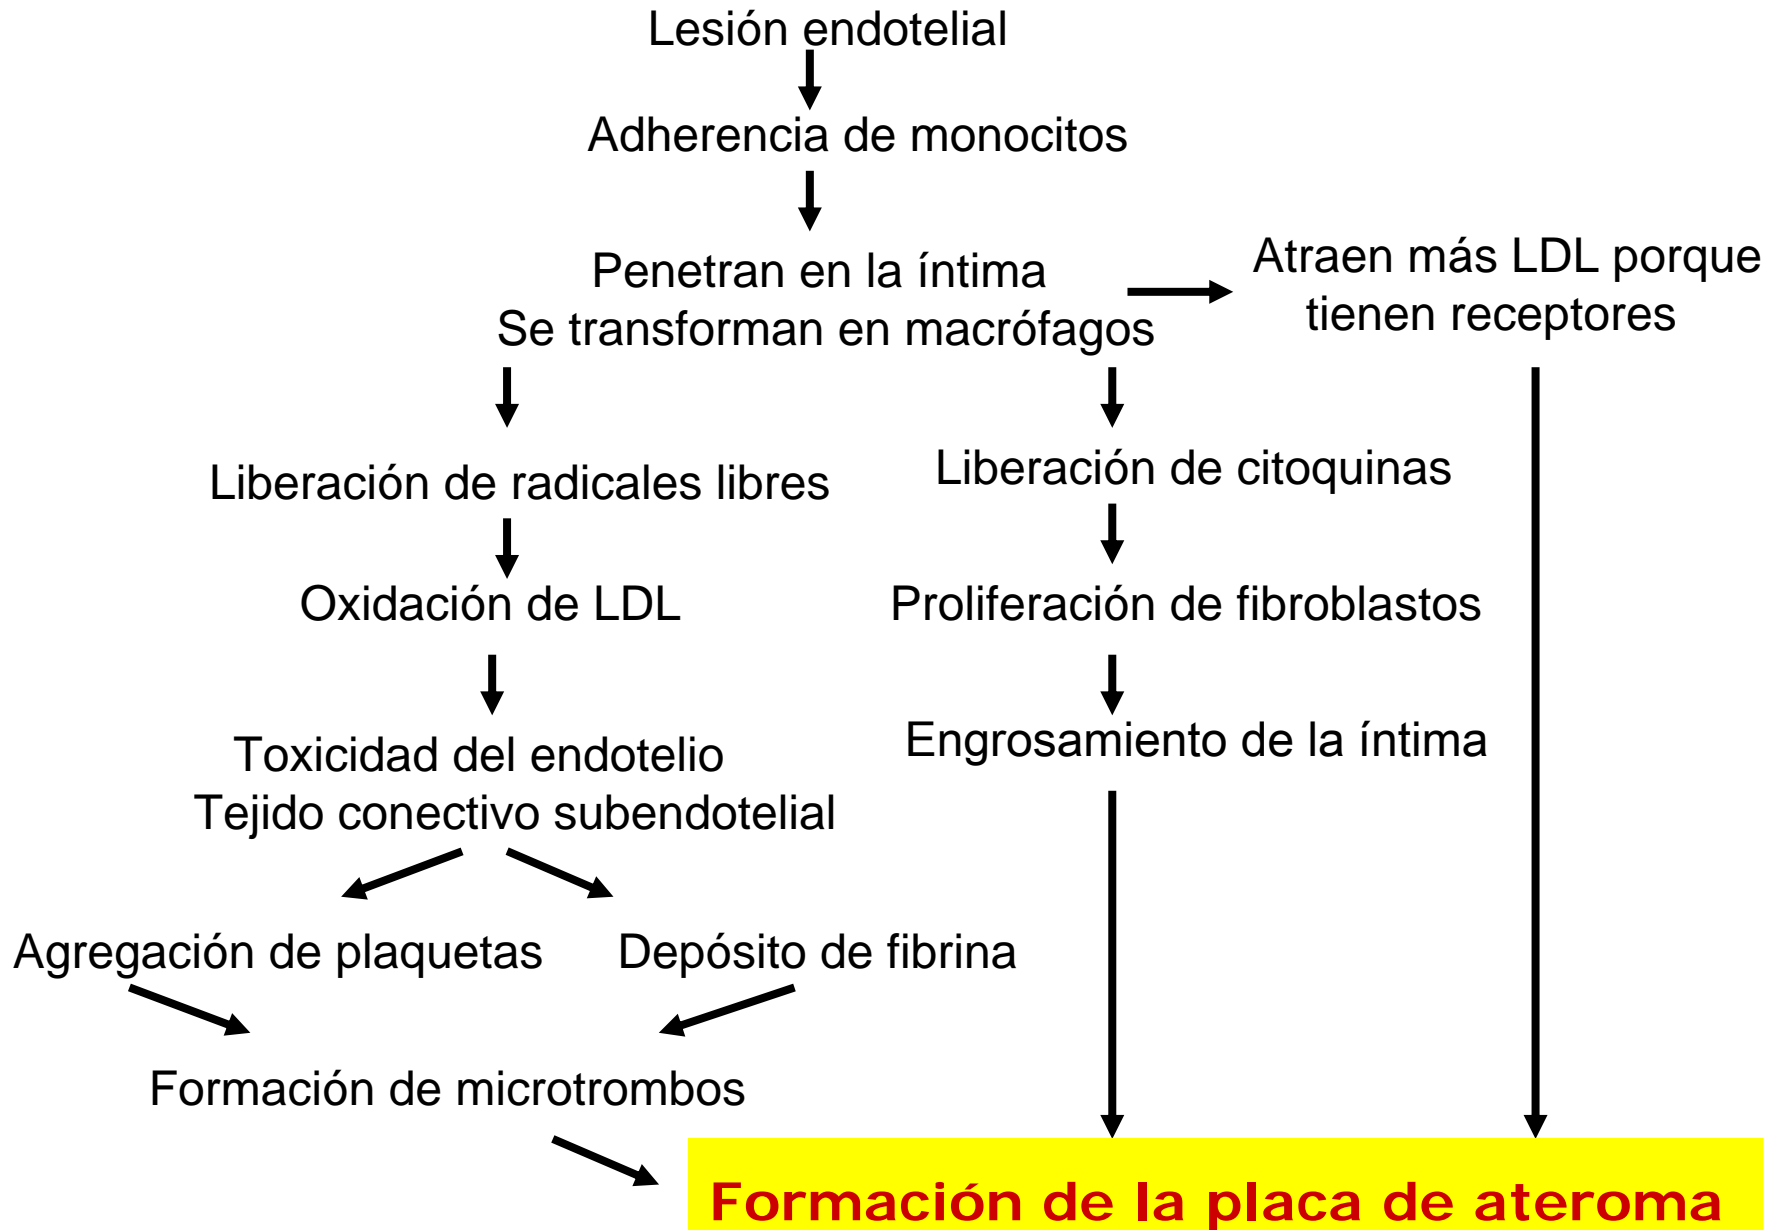 Lesión endotelial
Adherencia de monocitos
Penetran en la íntima
Se transforman en macrófagos
Atraen más LDL porque
tienen receptores
Liberación de radicales libres
Liberación de citoquinas
Oxidación de LDL
Proliferación de fibroblastos
Toxicidad del endotelio
Tejido conectivo subendotelial
Engrosamiento de la íntima
Agregación de plaquetas
Depósito de fibrina
Formación de microtrombos
Formación de la placa de ateroma